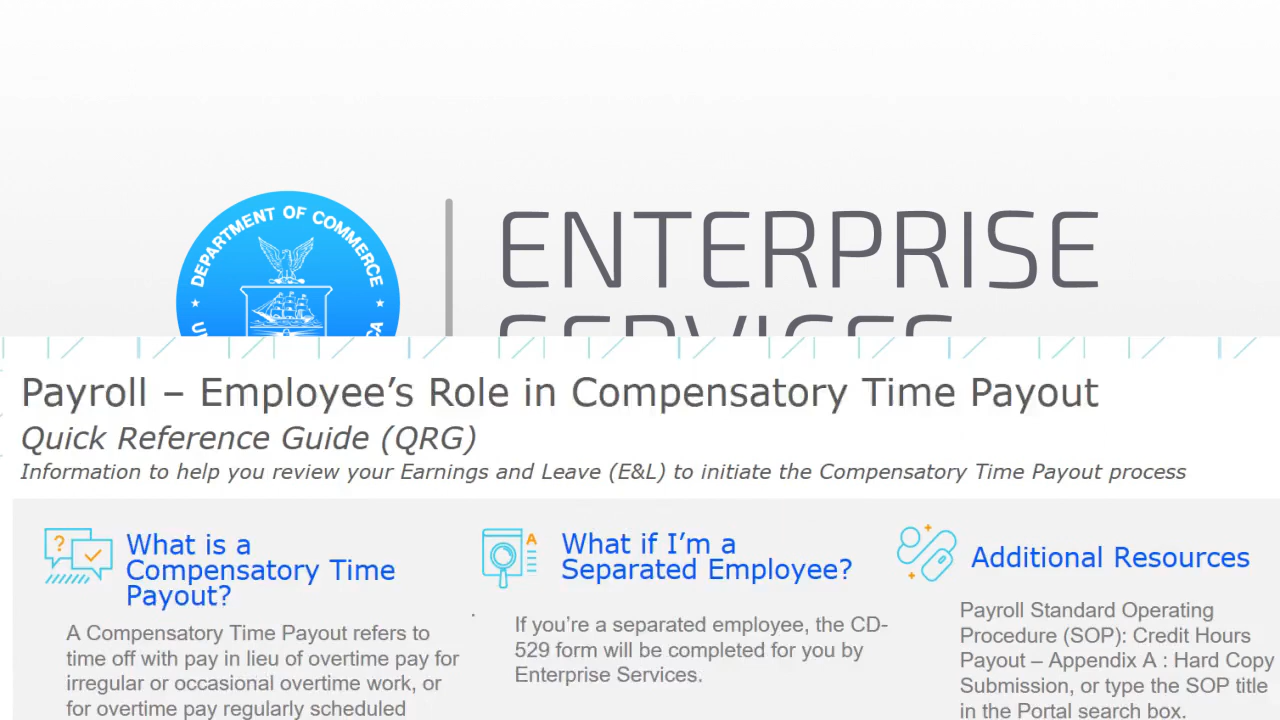 DEPARTMENT OF COMMERCE
ENTERPRISE
SERVICES
Payroll – Employee's Role in Compensatory Time Payout
Quick Reference Guide (QRG)
Information to help you review your Earnings and Leave (E&L) to initiate the Compensatory Time Payout process
What is a
Compensatory Time
Payout?
A Compensatory Time Payout refers to
time off with pay in lieu of overtime pay for
irregular or occasional overtime work, or
for overtime pay regularly scheduled
What if I'm a
Separated Employee?
If you're a separated employee, the CD-
529 form will be completed for you by
Enterprise Services.
Additional Resources
Payroll Standard Operating
Procedure (SOP): Credit Hours
Payout – Appendix A : Hard Copy
Submission, or type the SOP title
in the Portal search box.